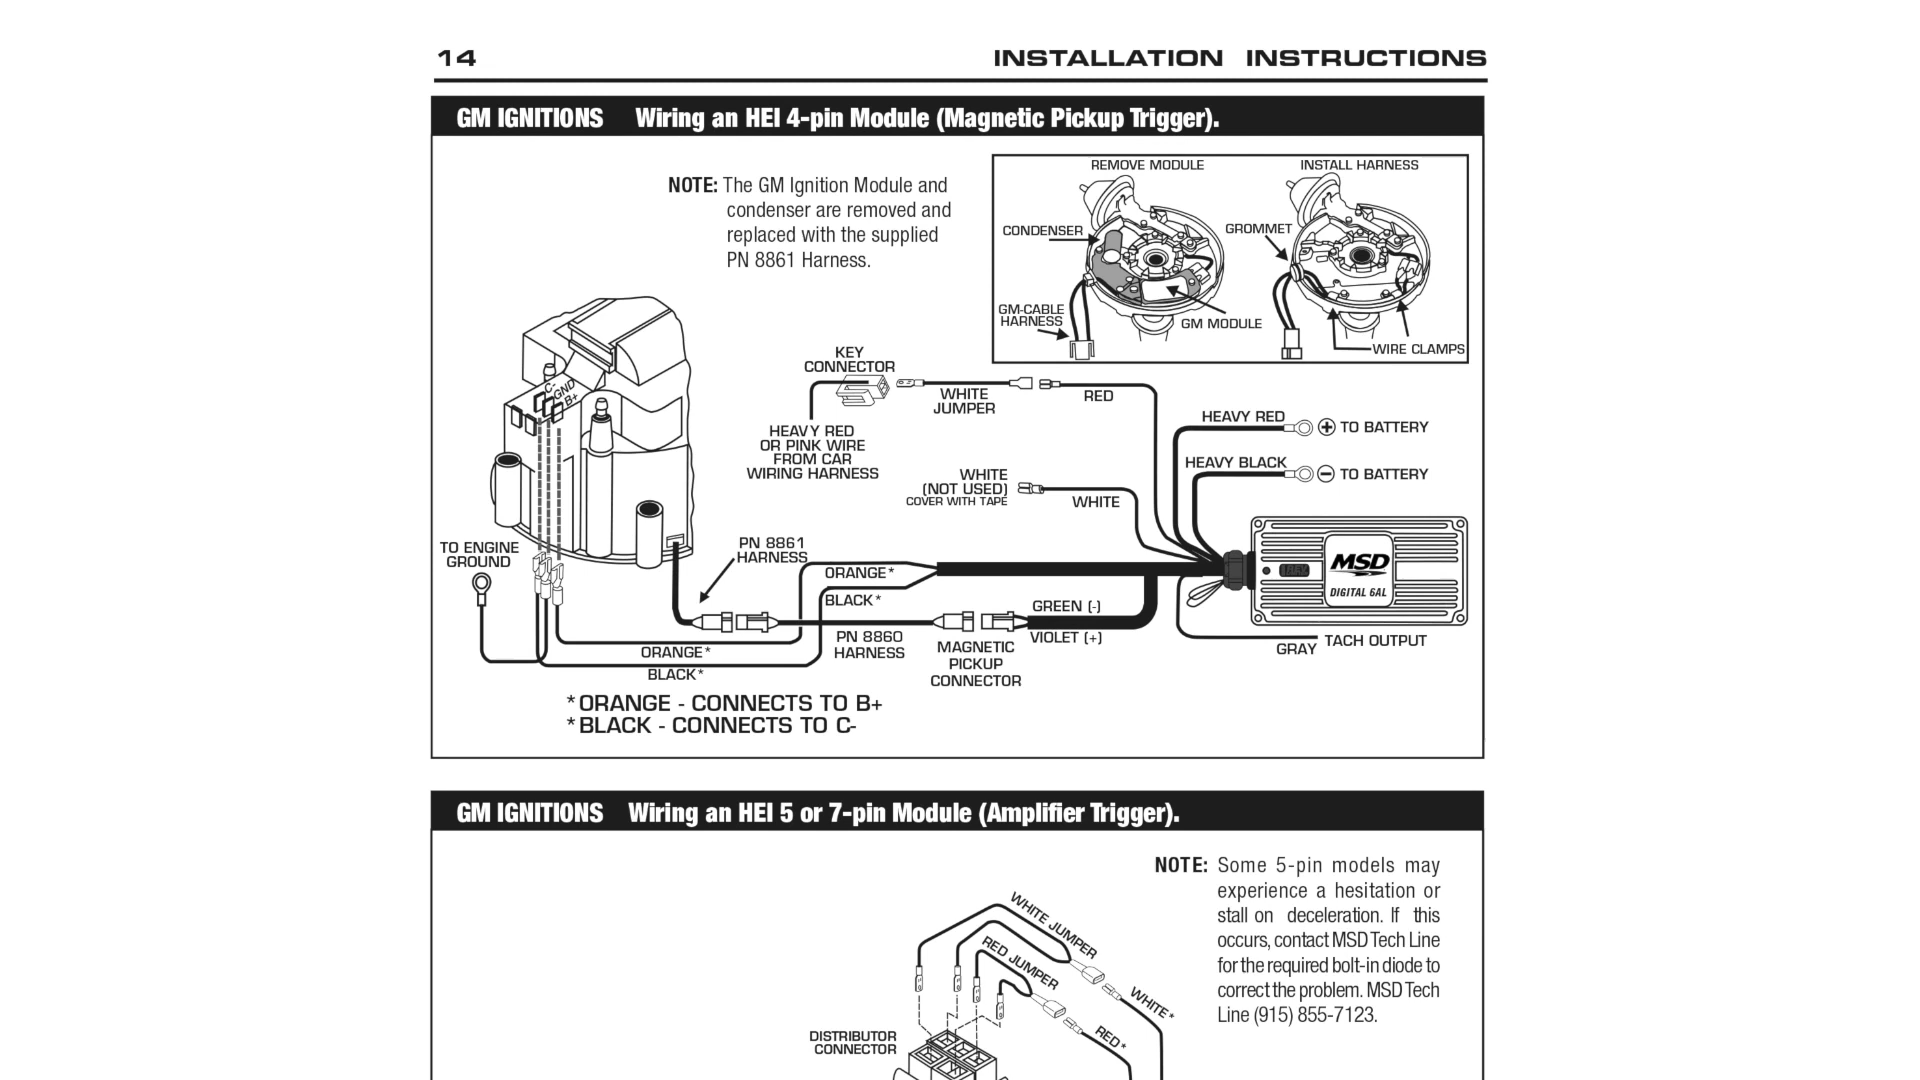 14
INSTALLATION INSTRUCTIONS
GM IGNITIONS Wiring an HEI 4-pin Module (Magnetic Pickup Trigger).
NOTE: The GM Ignition Module and
condenser are removed and
replaced with the supplied
PN 8861 Harness.
REMOVE MODULE
INSTALL HARNESS
CONDENSER
GROMMET
GM-CABLE
HARNESS
GM MODULE
WIRE CLAMPS
C-
GND
B+
KEY
CONNECTOR
WHITE
JUMPER
RED
HEAVY RED
OR PINK WIRE
FROM CAR
WIRING HARNESS
HEAVY RED
+ TO BATTERY
HEAVY BLACK
- TO BATTERY
WHITE
(NOT USED)
COVER WITH TAPE
WHITE
TO ENGINE
GROUND
PN 8861
HARNESS
ORANGE*
BLACK*
GREEN (-)
VIOLET (+)
MSD
DIGITAL 6AL
PN 8860
HARNESS
MAGNETIC
PICKUP
CONNECTOR
GRAY
TACH OUTPUT
ORANGE*
BLACK*
*ORANGE - CONNECTS TO B+
*BLACK - CONNECTS TO C-
GM IGNITIONS Wiring an HEI 5 or 7-pin Module (Amplifier Trigger).
NOTE: Some 5-pin models may
experience a hesitation or
stall on deceleration. If this
occurs, contact MSD Tech Line
for the required bolt-in diode to
correct the problem. MSD Tech
Line (915) 855-7123.
WHITE JUMPER
RED JUMPER
WHITE*
RED*
DISTRIBUTOR
CONNECTOR